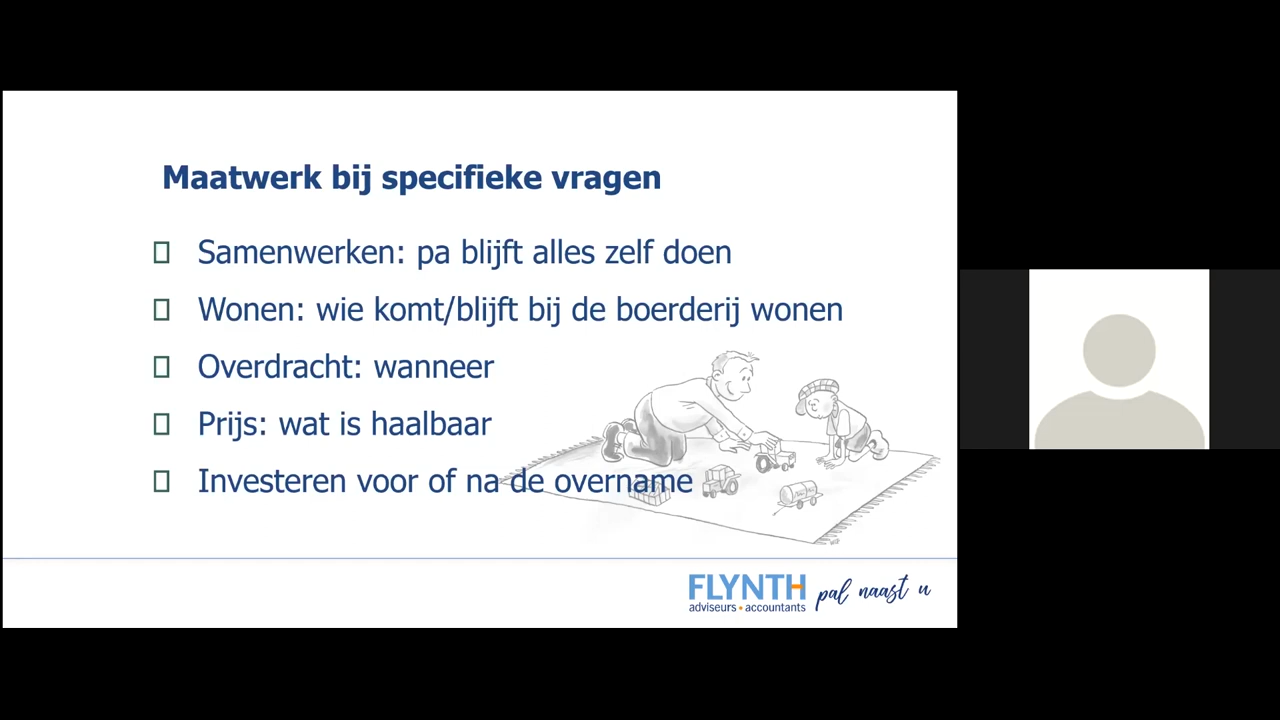 Maatwerk bij specifieke vragen
Samenwerken: pa blijft alles zelf doen
Wonen: wie komt/blijft bij de boerderij wonen
Overdracht: wanneer
Prijs: wat is haalbaar
Investeren voor of na de overname
FLYNTH
adviseurs • accountants
pal naast u